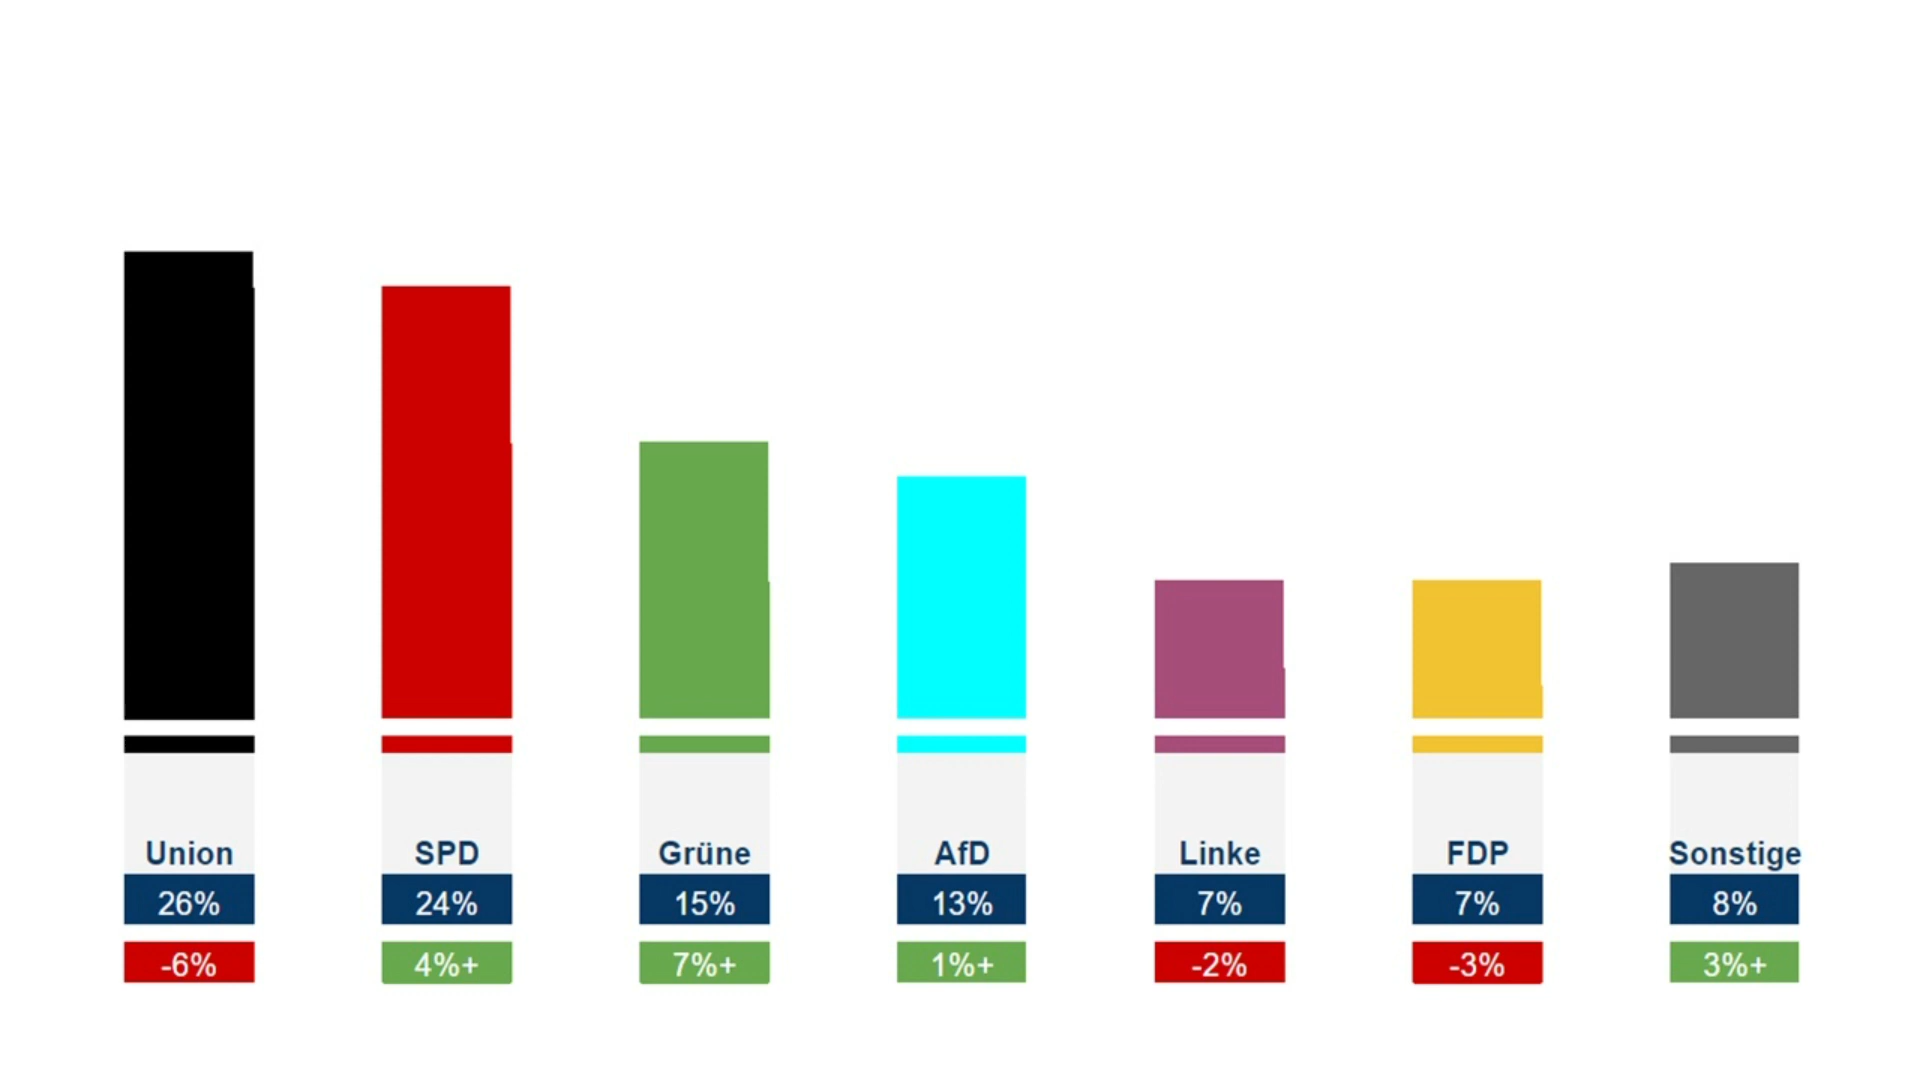 Union SPD Grüne AfD Linke FDP Sonstige
26% 24% 15% 13% 7% 7% 8%
-6% 4%+ 7%+ 1%+ -2% -3% 3%+